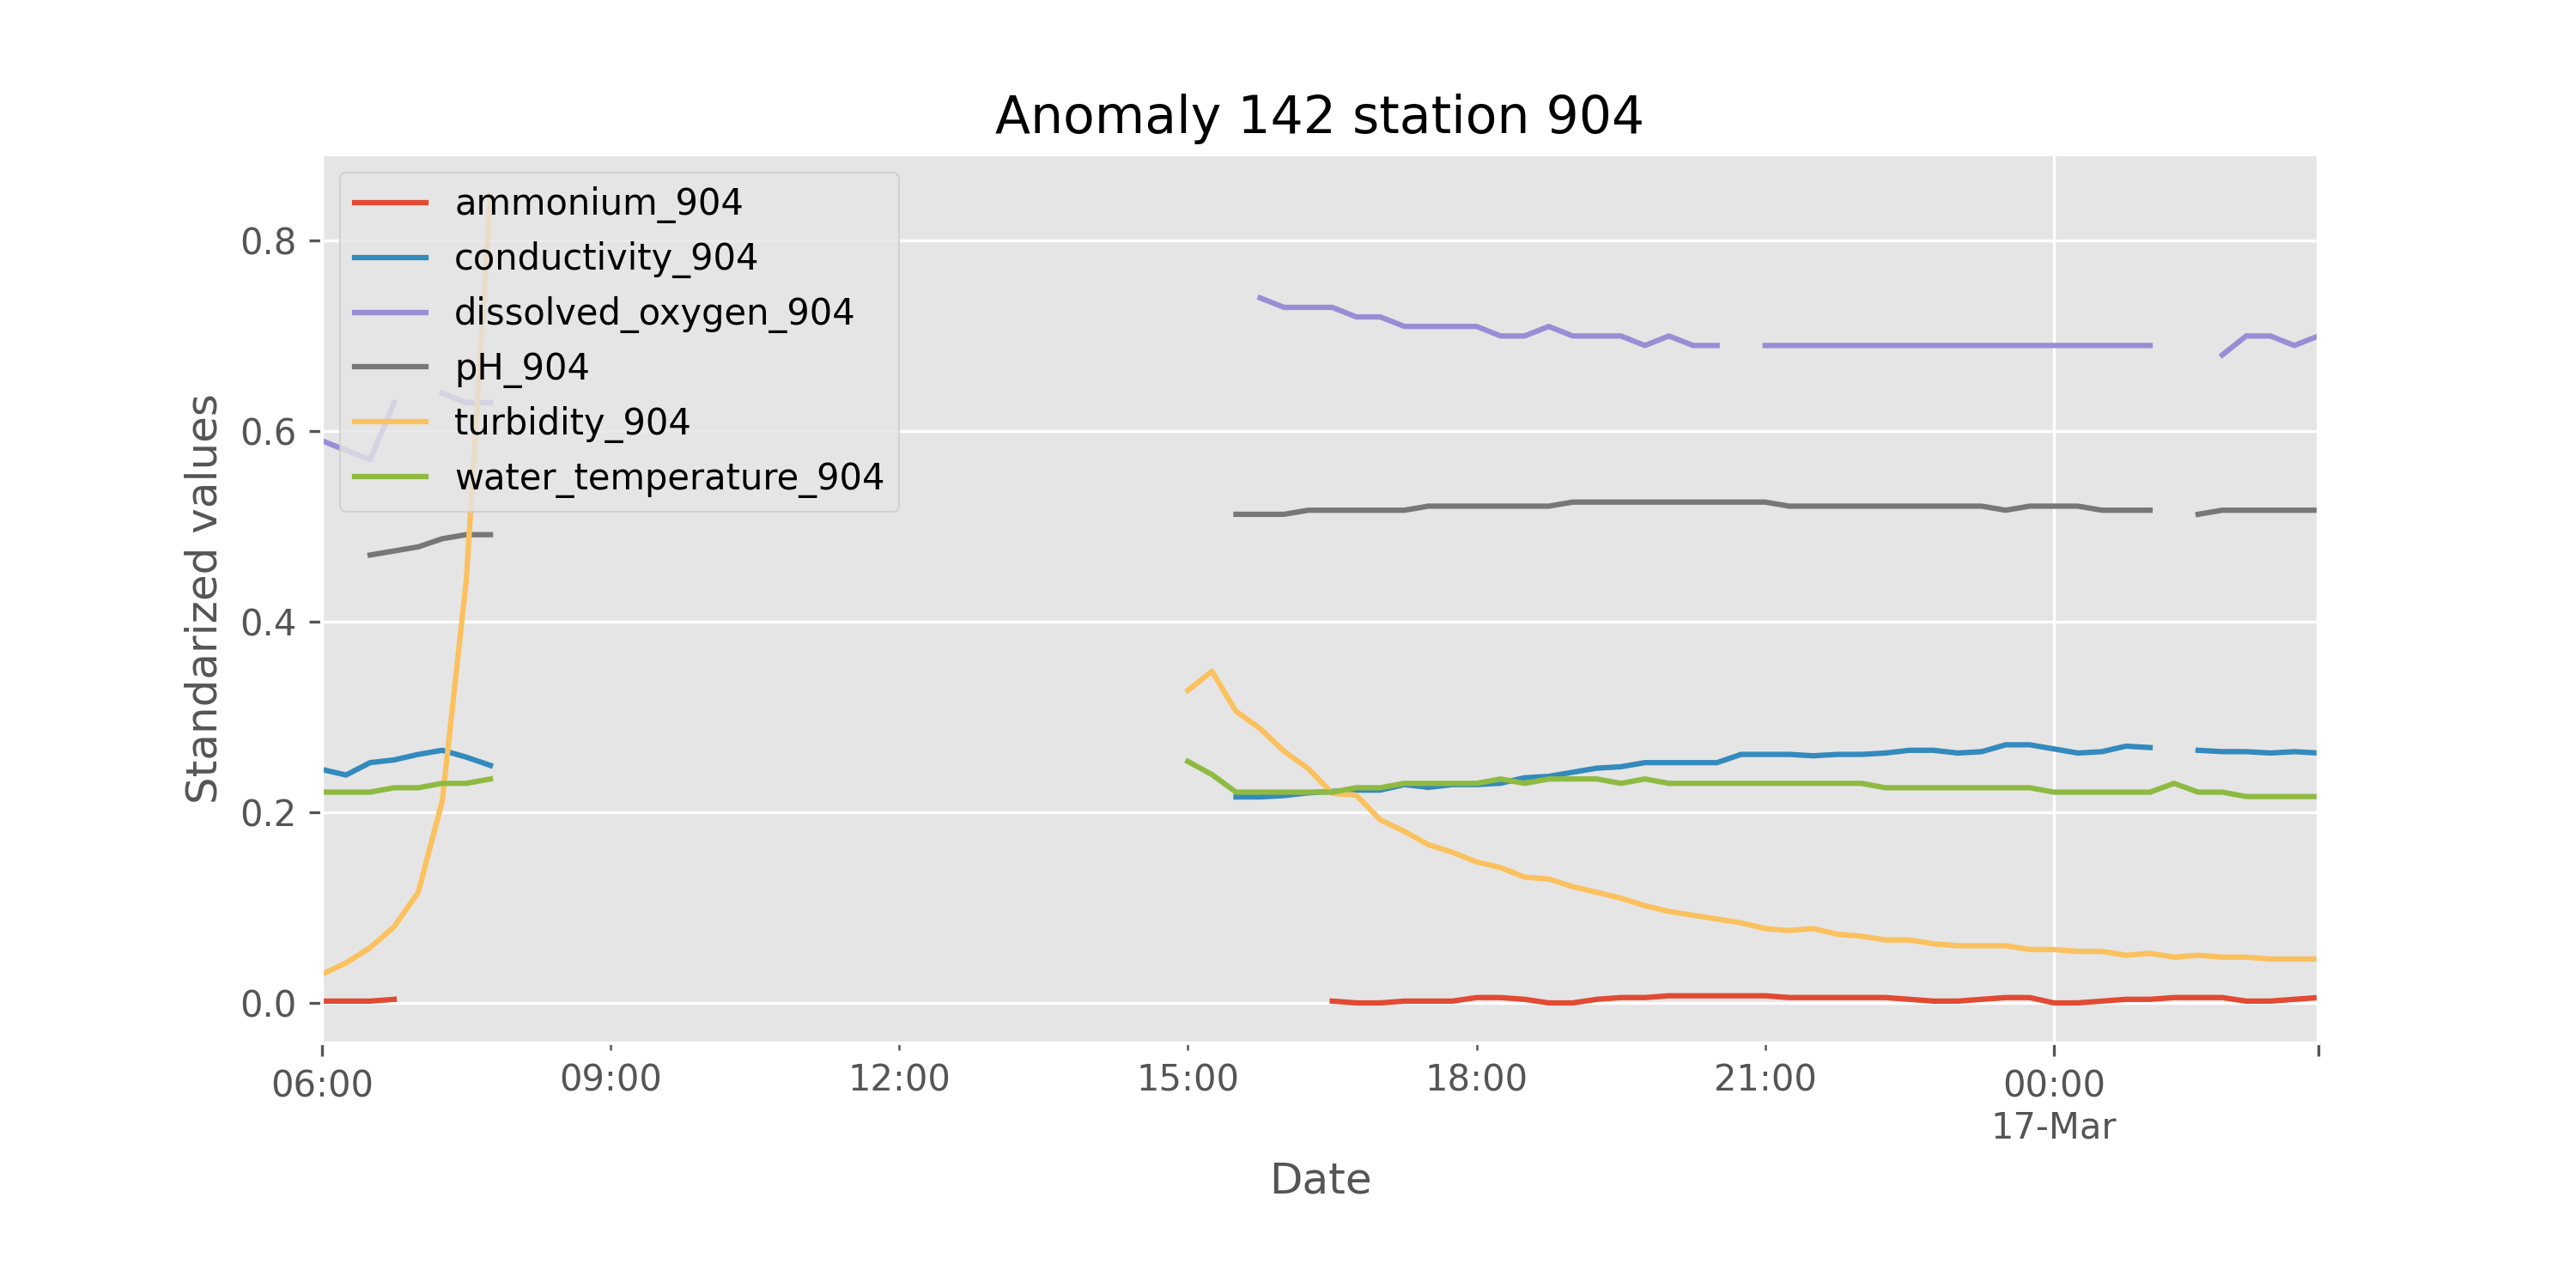 Anomaly 142 station 904
ammonium_904
conductivity_904
dissolved_oxygen_904
pH_904
turbidity_904
water_temperature_904
Standarized values
0.8
0.6
0.4
0.2
0.0
06:00
09:00
12:00
15:00
18:00
21:00
00:00
17-Mar
Date